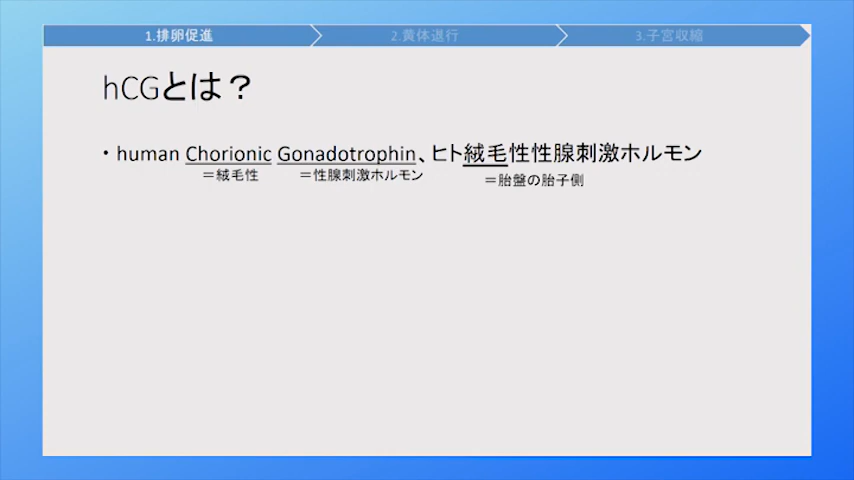 1.排卵促進
2.黄体退行
3.子宮収縮
hCGとは？
・human Chorionic Gonadotrophin、ヒト絨毛性性腺刺激ホルモン
＝絨毛性 ＝性腺刺激ホルモン ＝胎盤の胎子側